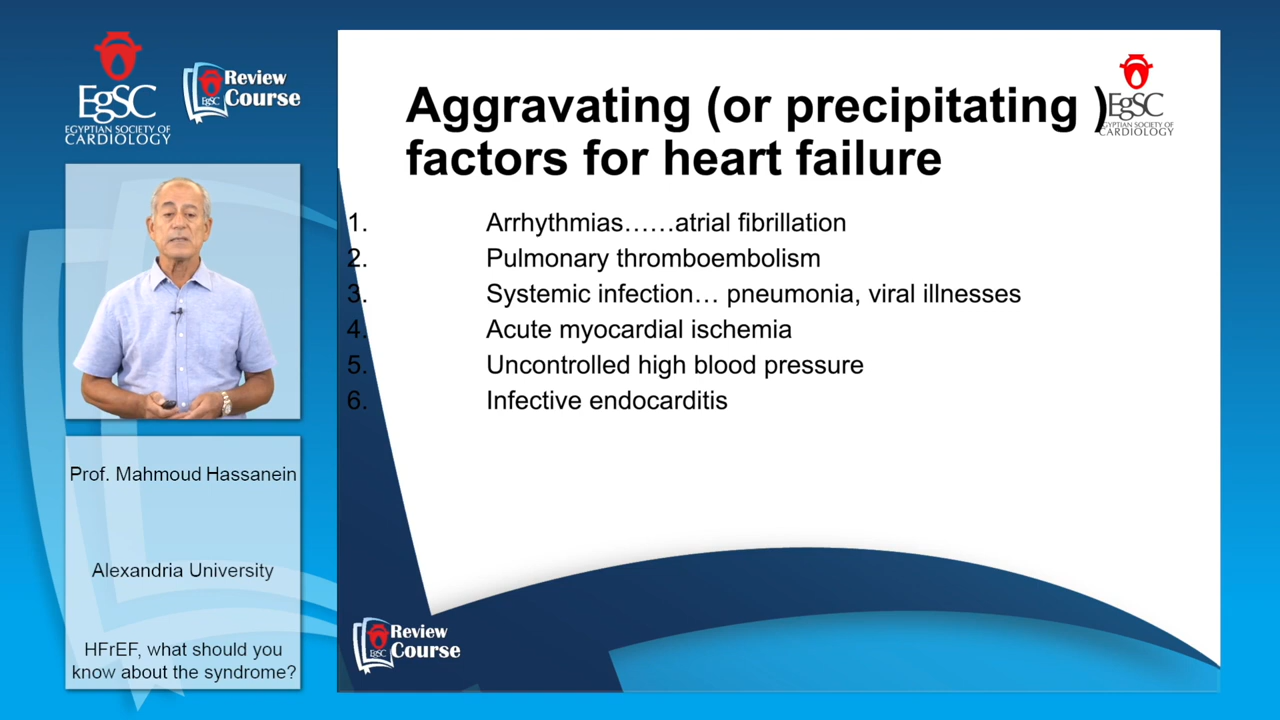 EgSC
EGYPTIAN SOCIETY OF
CARDIOLOGY
EgSC
Review
Course
Prof. Mahmoud Hassanein
Alexandria University
HFrEF, what should you
know about the syndrome?
Aggravating (or precipitating )
factors for heart failure
EgSC
EGYPTIAN SOCIETY OF
CARDIOLOGY
1. Arrhythmias……atrial fibrillation
2. Pulmonary thromboembolism
3. Systemic infection… pneumonia, viral illnesses
4. Acute myocardial ischemia
5. Uncontrolled high blood pressure
6. Infective endocarditis
EgSC
Review
Course